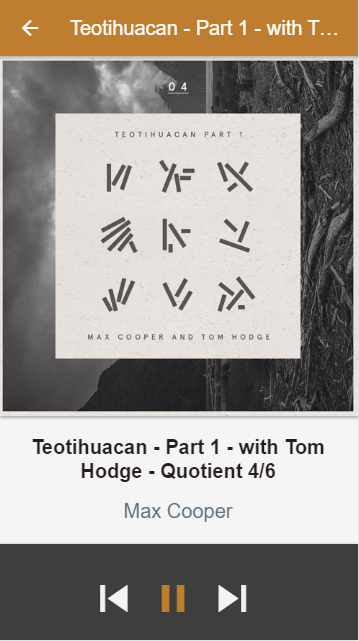 Teotihuacan - Part 1 - with T...
04
TEOTIHUACAN PART 1
MAX COOPER AND TOM HODGE
Teotihuacan - Part 1 - with Tom
Hodge - Quotient 4/6
Max Cooper